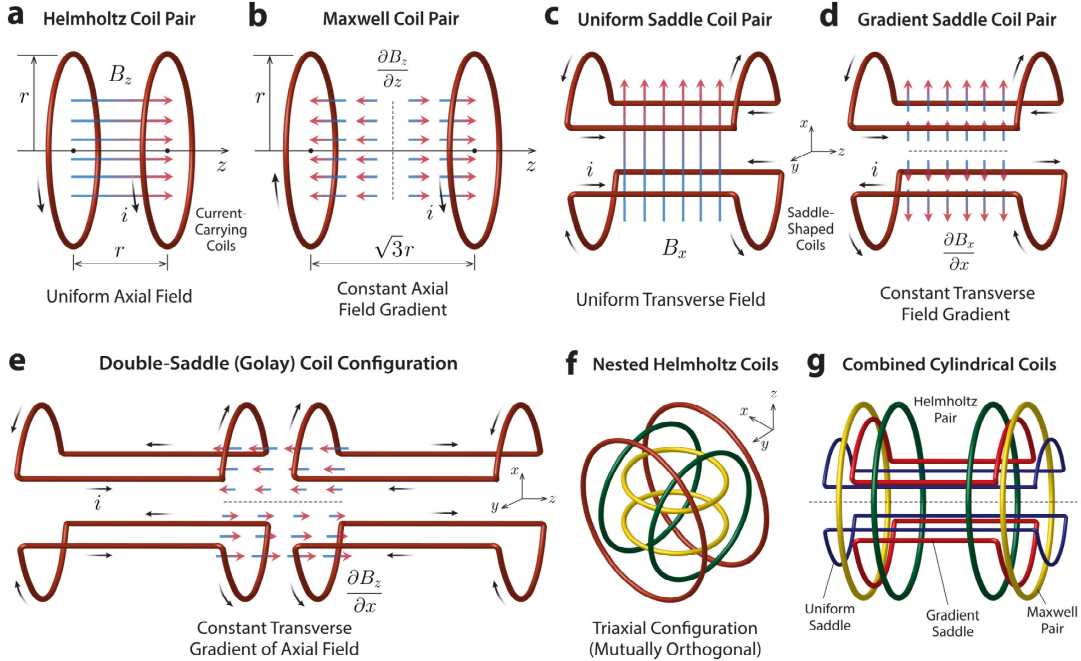 a Helmholtz Coil Pair
r
B_z
z
i
Current-
Carrying
Coils
r
Uniform Axial Field
b Maxwell Coil Pair
r
∂B_z
∂z
z
i
√3r
Constant Axial
Field Gradient
c Uniform Saddle Coil Pair
i
B_x
x
y
z
Saddle-
Shaped
Coils
Uniform Transverse Field
d Gradient Saddle Coil Pair
i
∂B_x
∂x
Constant Transverse
Field Gradient
e Double-Saddle (Golay) Coil Configuration
i
x
y
z
∂B_z
∂x
Constant Transverse
Gradient of Axial Field
f Nested Helmholtz Coils
z
x
y
Triaxial Configuration
(Mutually Orthogonal)
g Combined Cylindrical Coils
Helmholtz
Pair
Uniform
Saddle
Gradient
Saddle
Maxwell
Pair